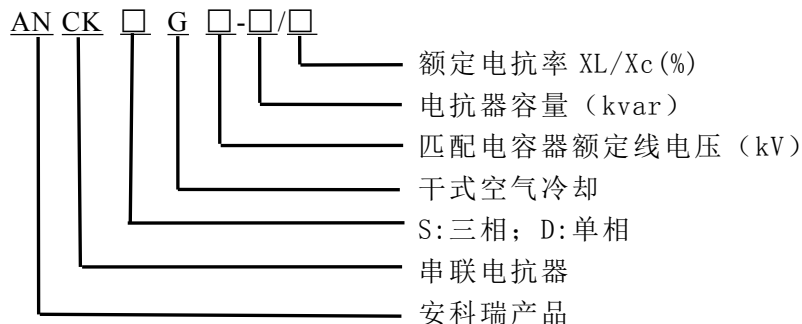 AN CK □ G □-□/□
额定电抗率 XL/Xc(%)
电抗器容量（kvar）
匹配电容器额定线电压（kV）
干式空气冷却
S:三相；D:单相
串联电抗器
安科瑞产品